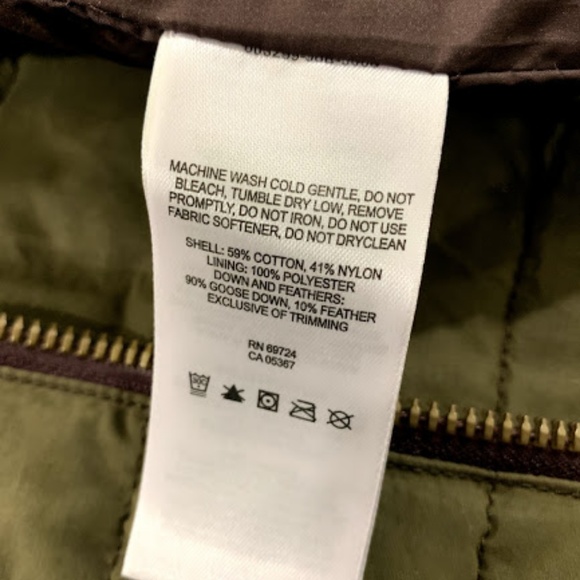 MACHINE WASH COLD GENTLE, DO NOT
BLEACH, TUMBLE DRY LOW, REMOVE
PROMPTLY, DO NOT IRON, DO NOT USE
FABRIC SOFTENER, DO NOT DRYCLEAN
SHELL: 59% COTTON, 41% NYLON
LINING: 100% POLYESTER
DOWN AND FEATHERS:
90% GOOSE DOWN, 10% FEATHER
EXCLUSIVE OF TRIMMING
RN 69724
CA 05367